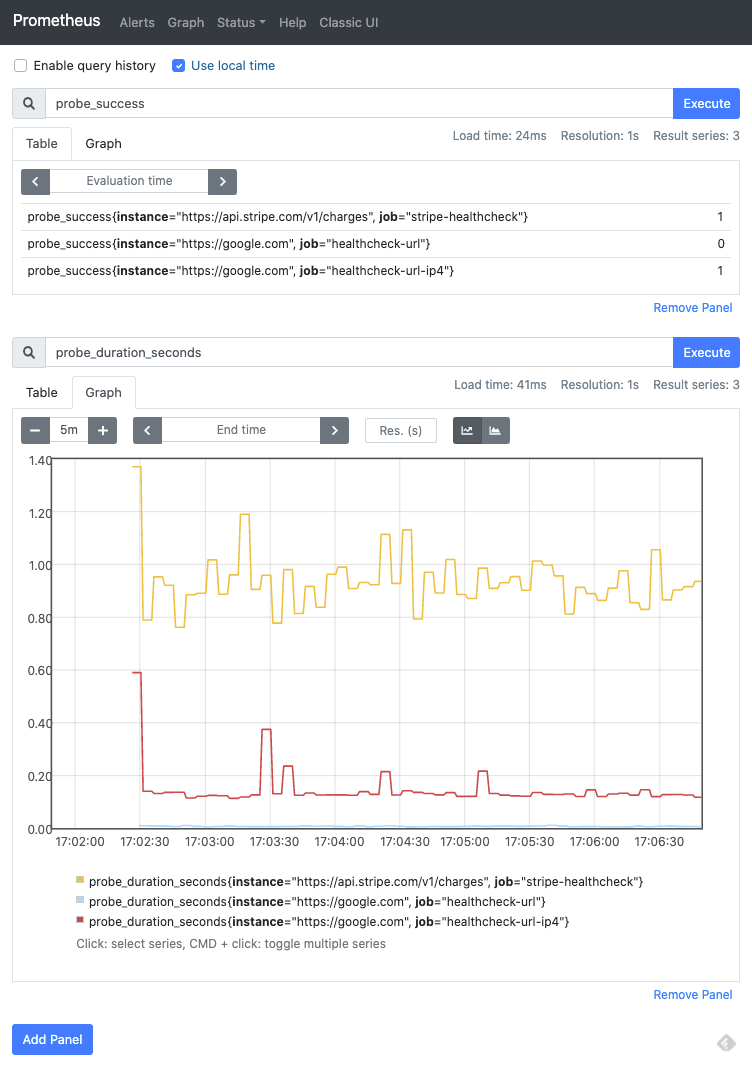 Prometheus Alerts Graph Status Help Classic UI
Enable query history Use local time
probe_success Execute
Table Graph Load time: 24ms Resolution: 1s Result series: 3
Evaluation time
probe_success{instance="https://api.stripe.com/v1/charges", job="stripe-healthcheck"} 1
probe_success{instance="https://google.com", job="healthcheck-url"} 0
probe_success{instance="https://google.com", job="healthcheck-url-ip4"} 1
Remove Panel
probe_duration_seconds Execute
Table Graph Load time: 41ms Resolution: 1s Result series: 3
− 5m + End time Res. (s)
1.40
1.20
1.00
0.80
0.60
0.40
0.20
0.00
17:02:00 17:02:30 17:03:00 17:03:30 17:04:00 17:04:30 17:05:00 17:05:30 17:06:00 17:06:30
probe_duration_seconds{instance="https://api.stripe.com/v1/charges", job="stripe-healthcheck"}
probe_duration_seconds{instance="https://google.com", job="healthcheck-url"}
probe_duration_seconds{instance="https://google.com", job="healthcheck-url-ip4"}
Click: select series, CMD + click: toggle multiple series
Remove Panel
Add Panel